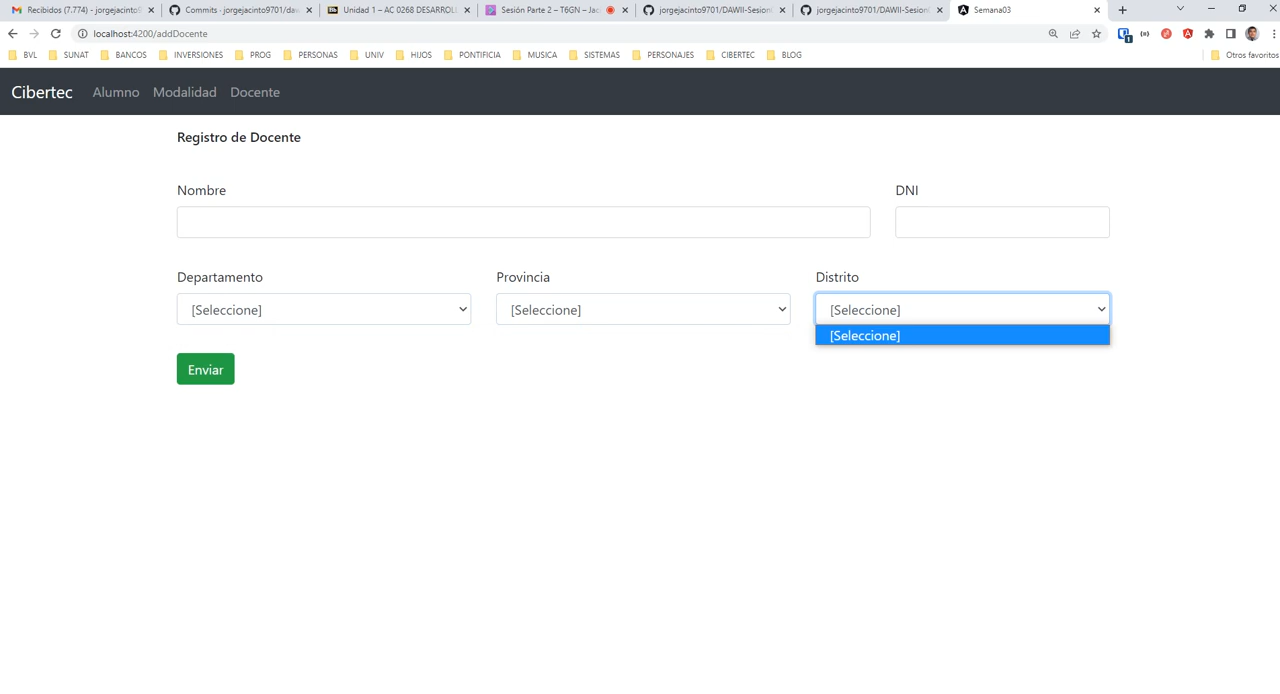 Recibidos (7.774) - jorgejacinto9 Commits · jorgejacinto9701/daw Unidad 1 – AC 0268 DESARROLL Sesión Parte 2 – T6GN – Jac jorgejacinto9701/DAWII-Sesion jorgejacinto9701/DAWII-Sesion Semana03
localhost:4200/addDocente
BVL SUNAT BANCOS INVERSIONES PROG PERSONAS UNIV HIJOS PONTIFICIA MUSICA SISTEMAS PERSONAJES CIBERTEC BLOG Otros favoritos
Cibertec Alumno Modalidad Docente
Registro de Docente
Nombre DNI
Departamento Provincia Distrito
[Seleccione] [Seleccione] [Seleccione]
[Seleccione]
Enviar